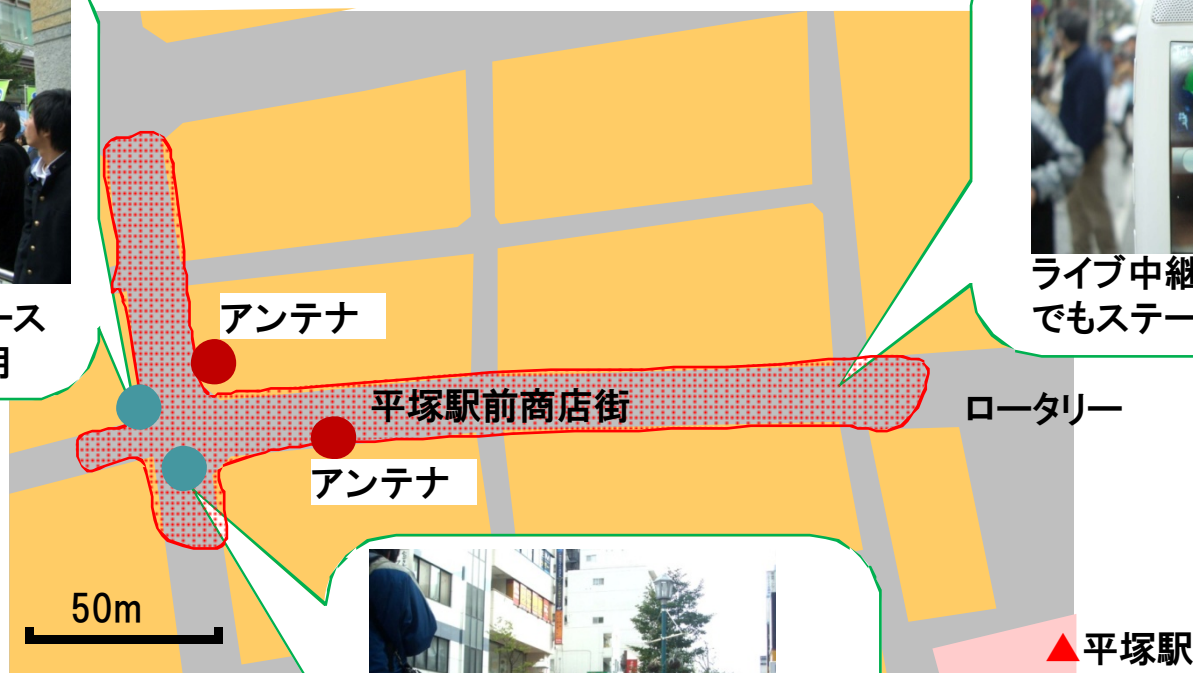 ライブ中継
でもステー
ース
用
アンテナ
平塚駅前商店街
ロータリー
アンテナ
50m
▲平塚駅